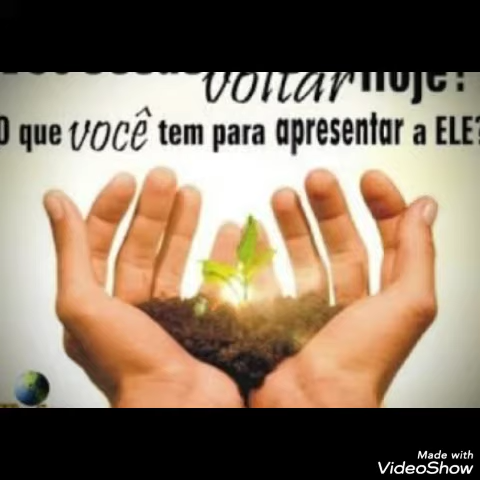 voltar Hoje?
O que você tem para apresentar a ELE?
Made with
VideoShow